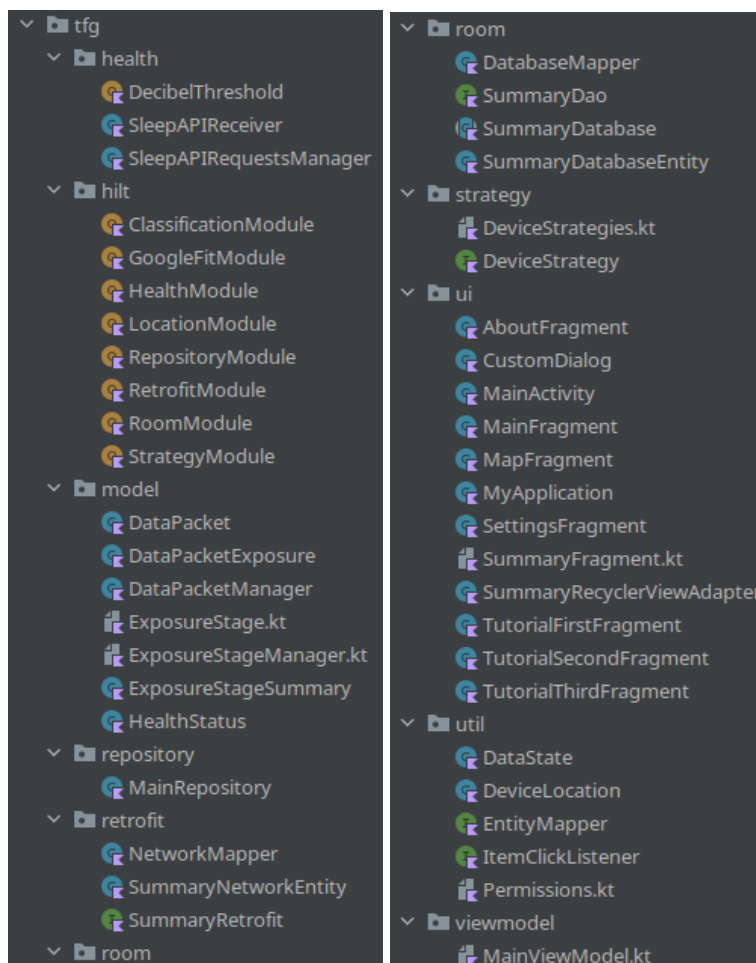 tfg
health
DecibelThreshold
SleepAPIReceiver
SleepAPIRequestsManager
hilt
ClassificationModule
GoogleFitModule
HealthModule
LocationModule
RepositoryModule
RetrofitModule
RoomModule
StrategyModule
model
DataPacket
DataPacketExposure
DataPacketManager
ExposureStage.kt
ExposureStageManager.kt
ExposureStageSummary
HealthStatus
repository
MainRepository
retrofit
NetworkMapper
SummaryNetworkEntity
SummaryRetrofit
room
room
DatabaseMapper
SummaryDao
SummaryDatabase
SummaryDatabaseEntity
strategy
DeviceStrategies.kt
DeviceStrategy
ui
AboutFragment
CustomDialog
MainActivity
MainFragment
MapFragment
MyApplication
SettingsFragment
SummaryFragment.kt
SummaryRecyclerViewAdapter
TutorialFirstFragment
TutorialSecondFragment
TutorialThirdFragment
util
DataState
DeviceLocation
EntityMapper
ItemClickListener
Permissions.kt
viewmodel
MainViewModel.kt